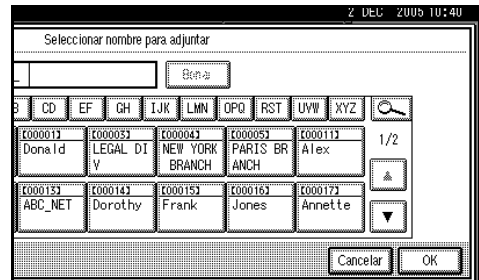 2 DEC 2005 10:40
Seleccionar nombre para adjuntar
CD EF GH IJK LMN OPQ RST UVW XYZ
[00001] [00003] [00004] [00005] [00011] 1/2
Donald LEGAL DI NEW YORK PARIS BR Alex
V BRANCH ANCH
[00013] [00014] [00015] [00016] [00017]
ABC_NET Dorothy Frank Jones Annette
Cancelar OK